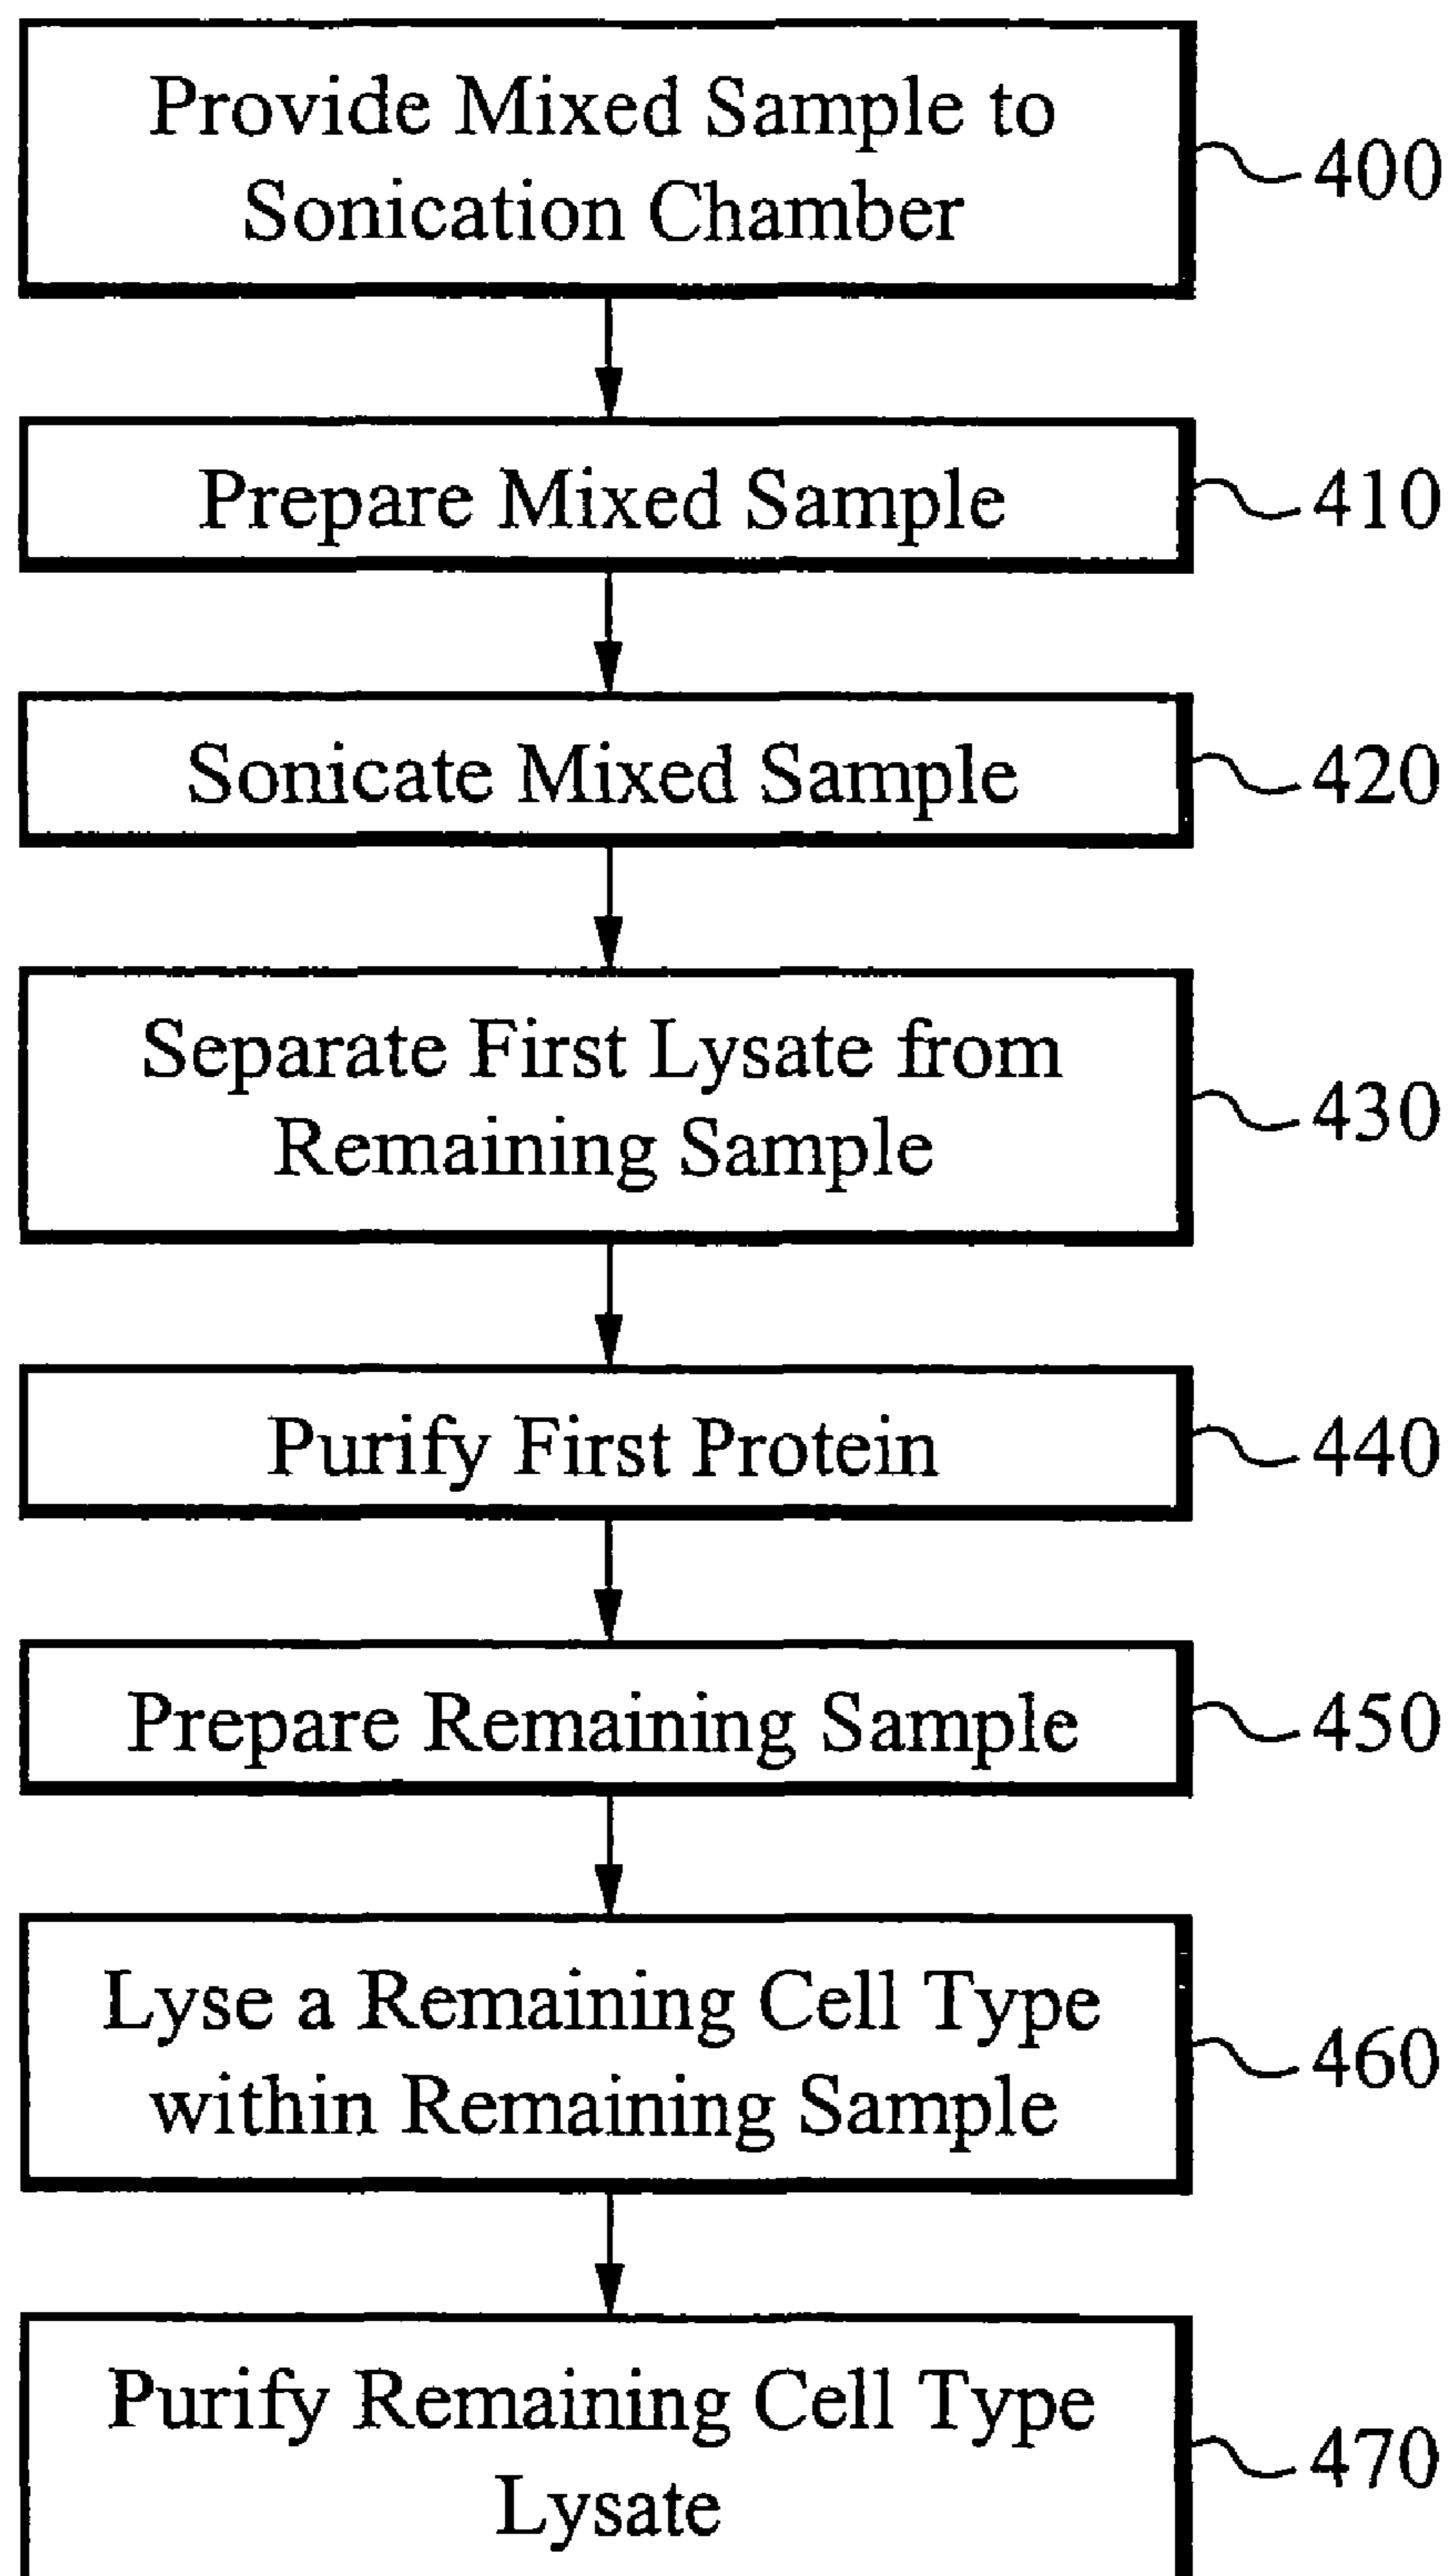 Provide Mixed Sample to
Sonication Chamber
400
Prepare Mixed Sample
410
Sonicate Mixed Sample
420
Separate First Lysate from
Remaining Sample
430
Purify First Protein
440
Prepare Remaining Sample
450
Lyse a Remaining Cell Type
within Remaining Sample
460
Purify Remaining Cell Type
Lysate
470